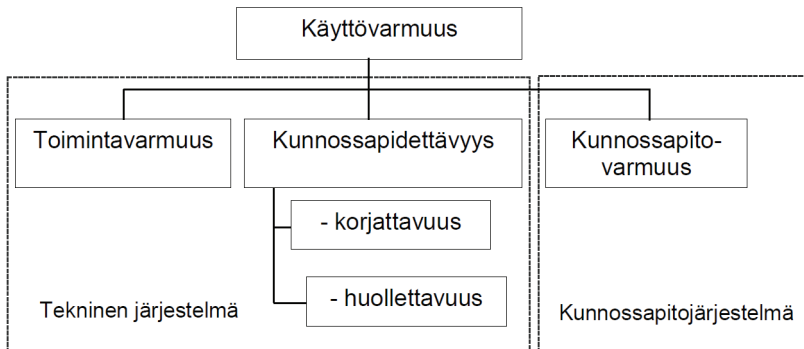 Käyttövarmuus
Toimintavarmuus
Kunnossapidettävyys
Kunnossapito-
varmuus
- korjattavuus
- huollettavuus
Tekninen järjestelmä
Kunnossapitojärjestelmä